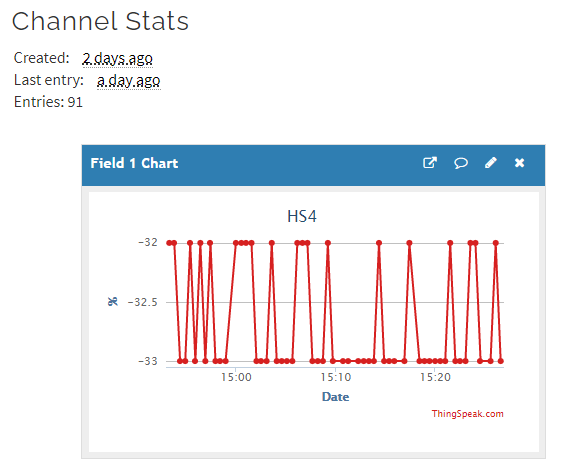 Channel Stats
Created: 2 days ago
Last entry: a day ago
Entries: 91
Field 1 Chart
HS4
-32
-32.5
-33
%
15:00 15:10 15:20
Date
ThingSpeak.com